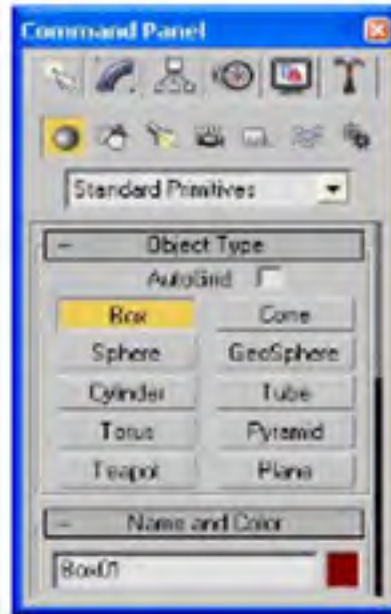 Command Panel
Standard Primitives
- Object Type
AutoGrid
Box Cone
Sphere GeoSphere
Cylinder Tube
Torus Pyramid
Teapot Plane
- Name and Color
Box01